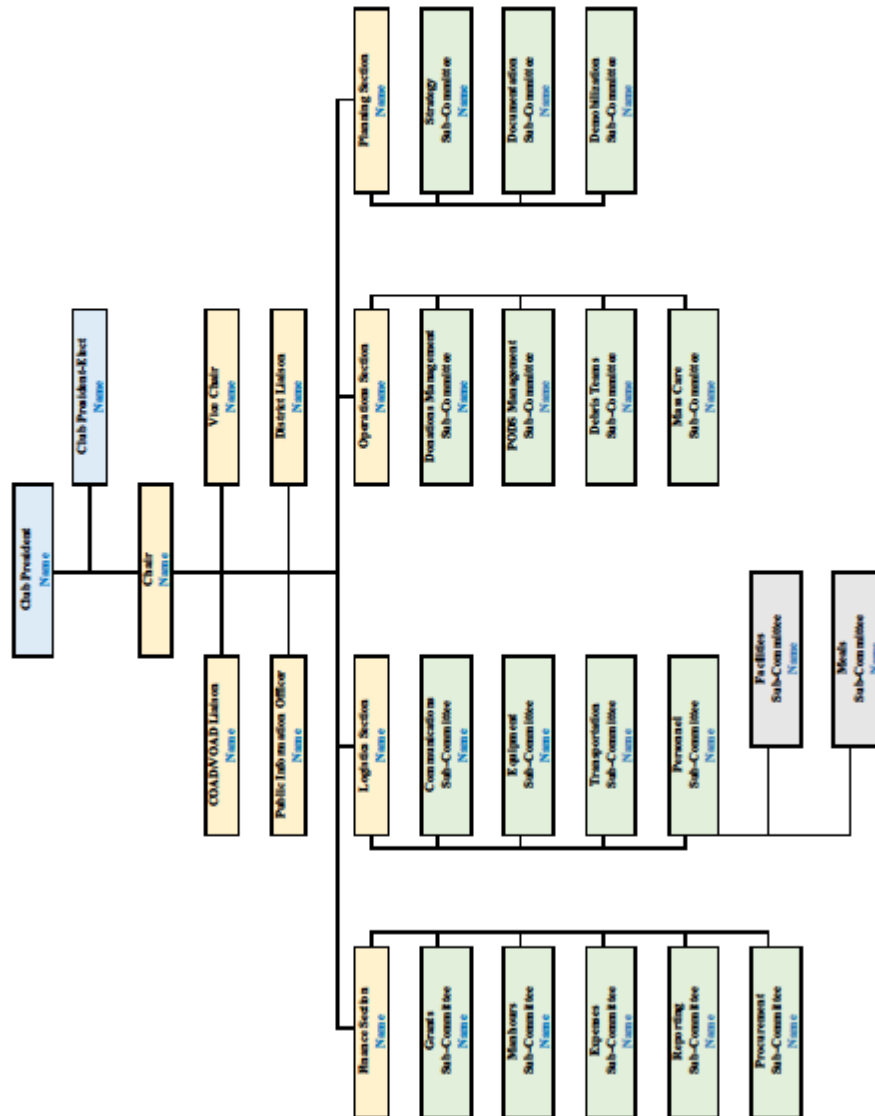 Club President
Name
Club President-Elect
Name
Chair
Name
COAD/VOAD Liaison
Name
Vice Chair
Name
Public Information Officer
Name
District Liaison
Name
Finance Section
Name
Grants
Sub-Committee
Name
Manhours
Sub-Committee
Name
Expenses
Sub-Committee
Name
Reporting
Sub-Committee
Name
Procurement
Sub-Committee
Name
Logistics Section
Name
Communications
Sub-Committee
Name
Equipment
Sub-Committee
Name
Transportation
Sub-Committee
Name
Personnel
Sub-Committee
Name
Facilities
Sub-Committee
Name
Meals
Sub-Committee
Name
Operations Section
Name
Donations Management
Sub-Committee
Name
PODS Management
Sub-Committee
Name
Debris Teams
Sub-Committee
Name
Mass Care
Sub-Committee
Name
Planning Section
Name
Strategy
Sub-Committee
Name
Documentation
Sub-Committee
Name
Demobilization
Sub-Committee
Name